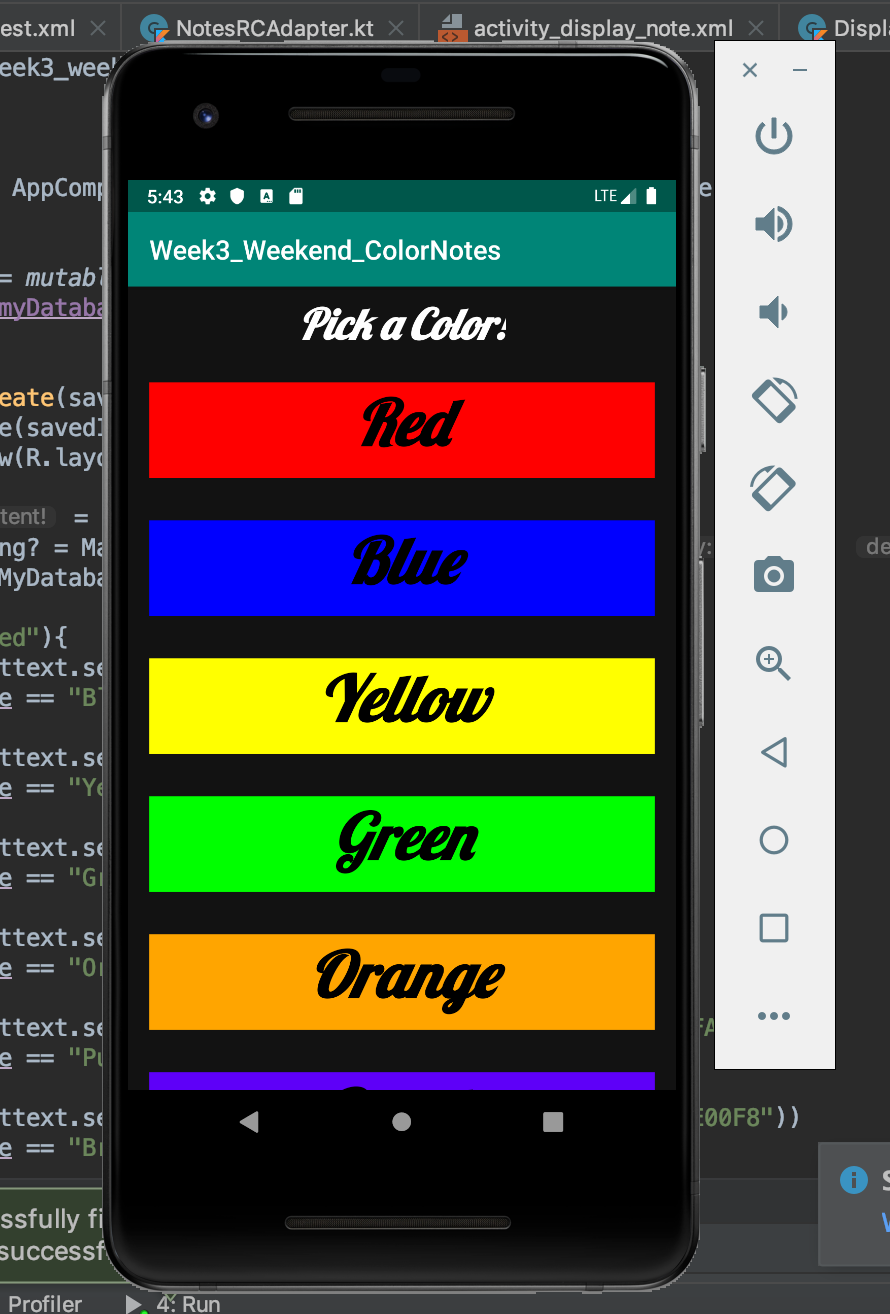 est.xml
NotesRCAdapter.kt
activity_display_note.xml
Displ
eek3_wee
AppComp
e
= mutabl
myDataba
5:43
LTE
Week3_Weekend_ColorNotes
Pick a Color!
Red
Blue
Yellow
Green
Orange
eate(sav
e(savedI
w(R.layo
tent! =
ng? = Ma
y:
de
MyDataba
ed"){
ttext.se
e == "Bl
ttext.se
e == "Ye
ttext.se
e == "Gr
ttext.se
e == "Or
ttext.se
FA
e == "Pu
ttext.se
E00F8"))
e == "Br
ssfully fi
successf
S
Profiler
4: Run